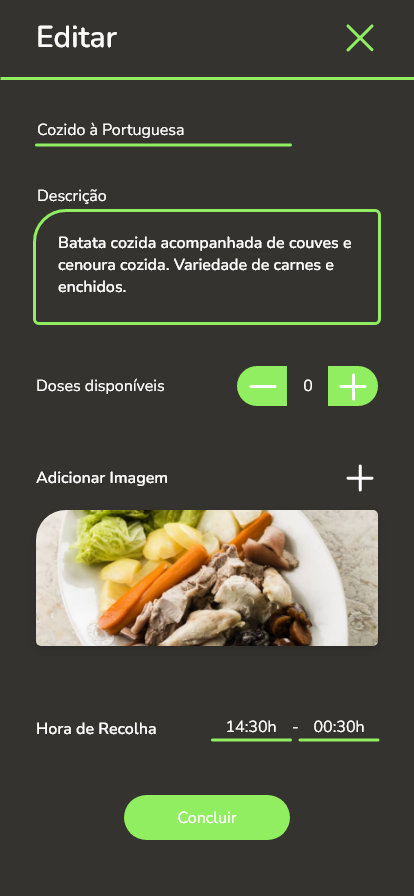 Editar
Cozido à Portuguesa
Descrição
Batata cozida acompanhada de couves e
cenoura cozida. Variedade de carnes e
enchidos.
Doses disponíveis 0
Adicionar Imagem
Hora de Recolha 14:30h - 00:30h
Concluir